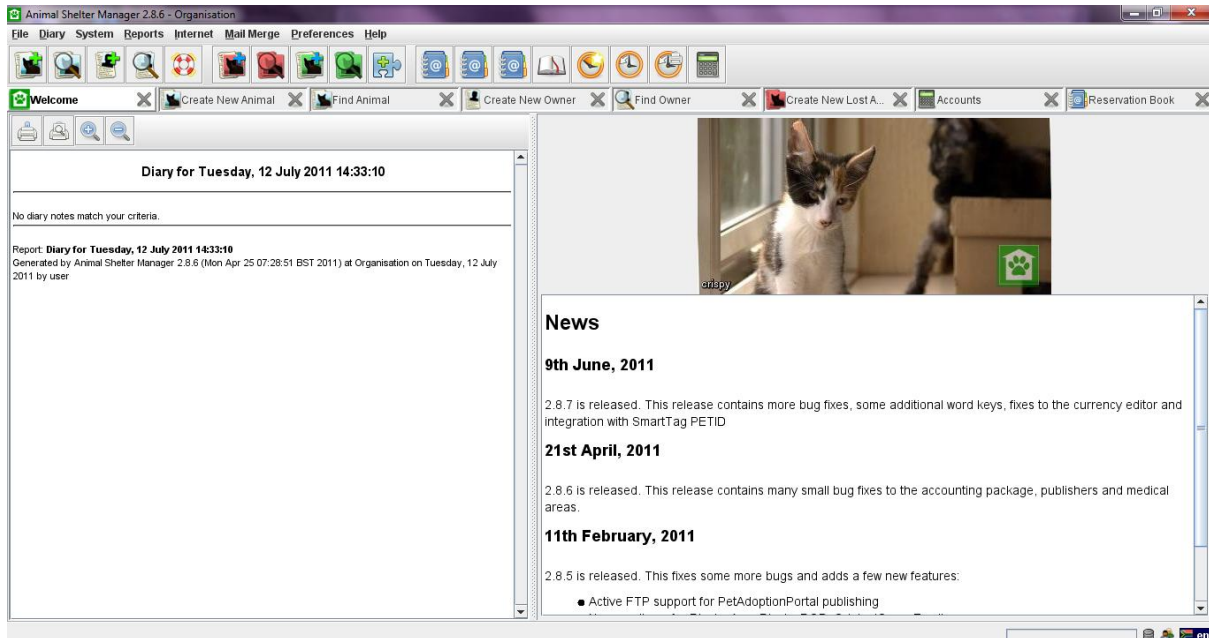 Animal Shelter Manager 2.8.6 - Organisation
File Diary System Reports Internet Mail Merge Preferences Help
Welcome Create New Animal Find Animal Create New Owner Find Owner Create New Lost A... Accounts Reservation Book
Diary for Tuesday, 12 July 2011 14:33:10
No diary notes match your criteria.
Report: Diary for Tuesday, 12 July 2011 14:33:10
Generated by Animal Shelter Manager 2.8.6 (Mon Apr 25 07:28:51 BST 2011) at Organisation on Tuesday, 12 July
2011 by user
crispy
News
9th June, 2011
2.8.7 is released. This release contains more bug fixes, some additional word keys, fixes to the currency editor and
integration with SmartTag PETID
21st April, 2011
2.8.6 is released. This release contains many small bug fixes to the accounting package, publishers and medical
areas.
11th February, 2011
2.8.5 is released. This fixes some more bugs and adds a few new features:
Active FTP support for PetAdoptionPortal publishing
en